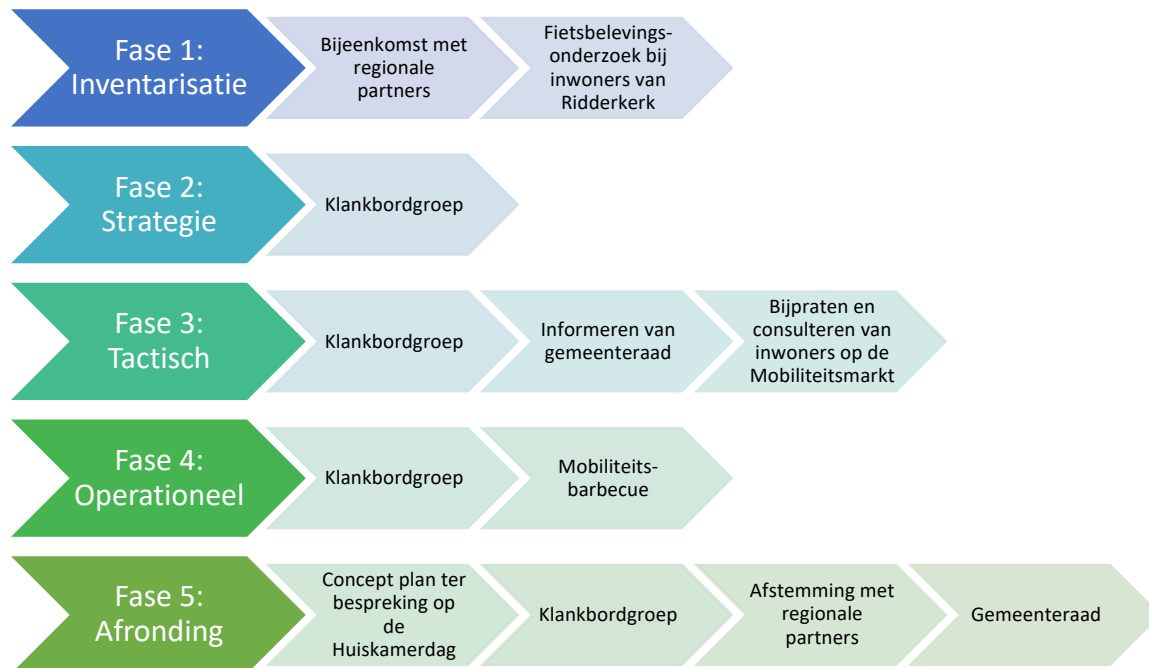 Fase 1:
Inventarisatie
Bijeenkomst met
regionale
partners
Fietsbelevings-
onderzoek bij
inwoners van
Ridderkerk
Fase 2:
Strategie
Klankbordgroep
Fase 3:
Tactisch
Klankbordgroep
Informeren van
gemeenteraad
Bijpraten en
consulteren van
inwoners op de
Mobiliteitsmarkt
Fase 4:
Operationeel
Klankbordgroep
Mobiliteits-
barbecue
Fase 5:
Afronding
Concept plan ter
bespreking op
de
Huiskamerdag
Klankbordgroep
Afstemming met
regionale
partners
Gemeenteraad